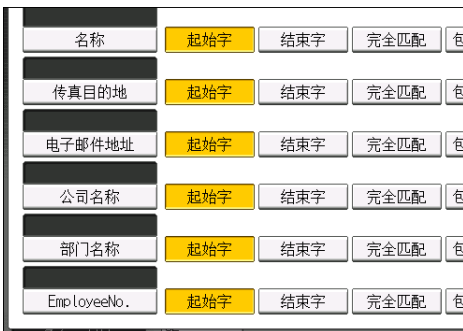 名称 起始字 结束字 完全匹配
传真目的地 起始字 结束字 完全匹配
电子邮件地址 起始字 结束字 完全匹配
公司名称 起始字 结束字 完全匹配
部门名称 起始字 结束字 完全匹配
EmployeeNo. 起始字 结束字 完全匹配